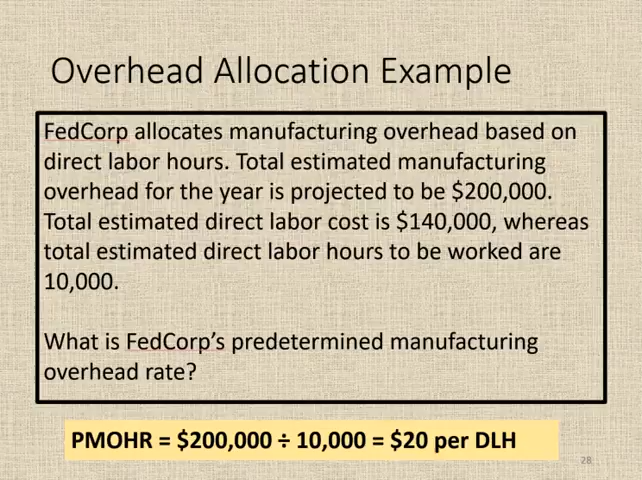 Overhead Allocation Example
FedCorp allocates manufacturing overhead based on
direct labor hours. Total estimated manufacturing
overhead for the year is projected to be $200,000.
Total estimated direct labor cost is $140,000, whereas
total estimated direct labor hours to be worked are
10,000.
What is FedCorp’s predetermined manufacturing
overhead rate?
PMOHR = $200,000 ÷ 10,000 = $20 per DLH
28